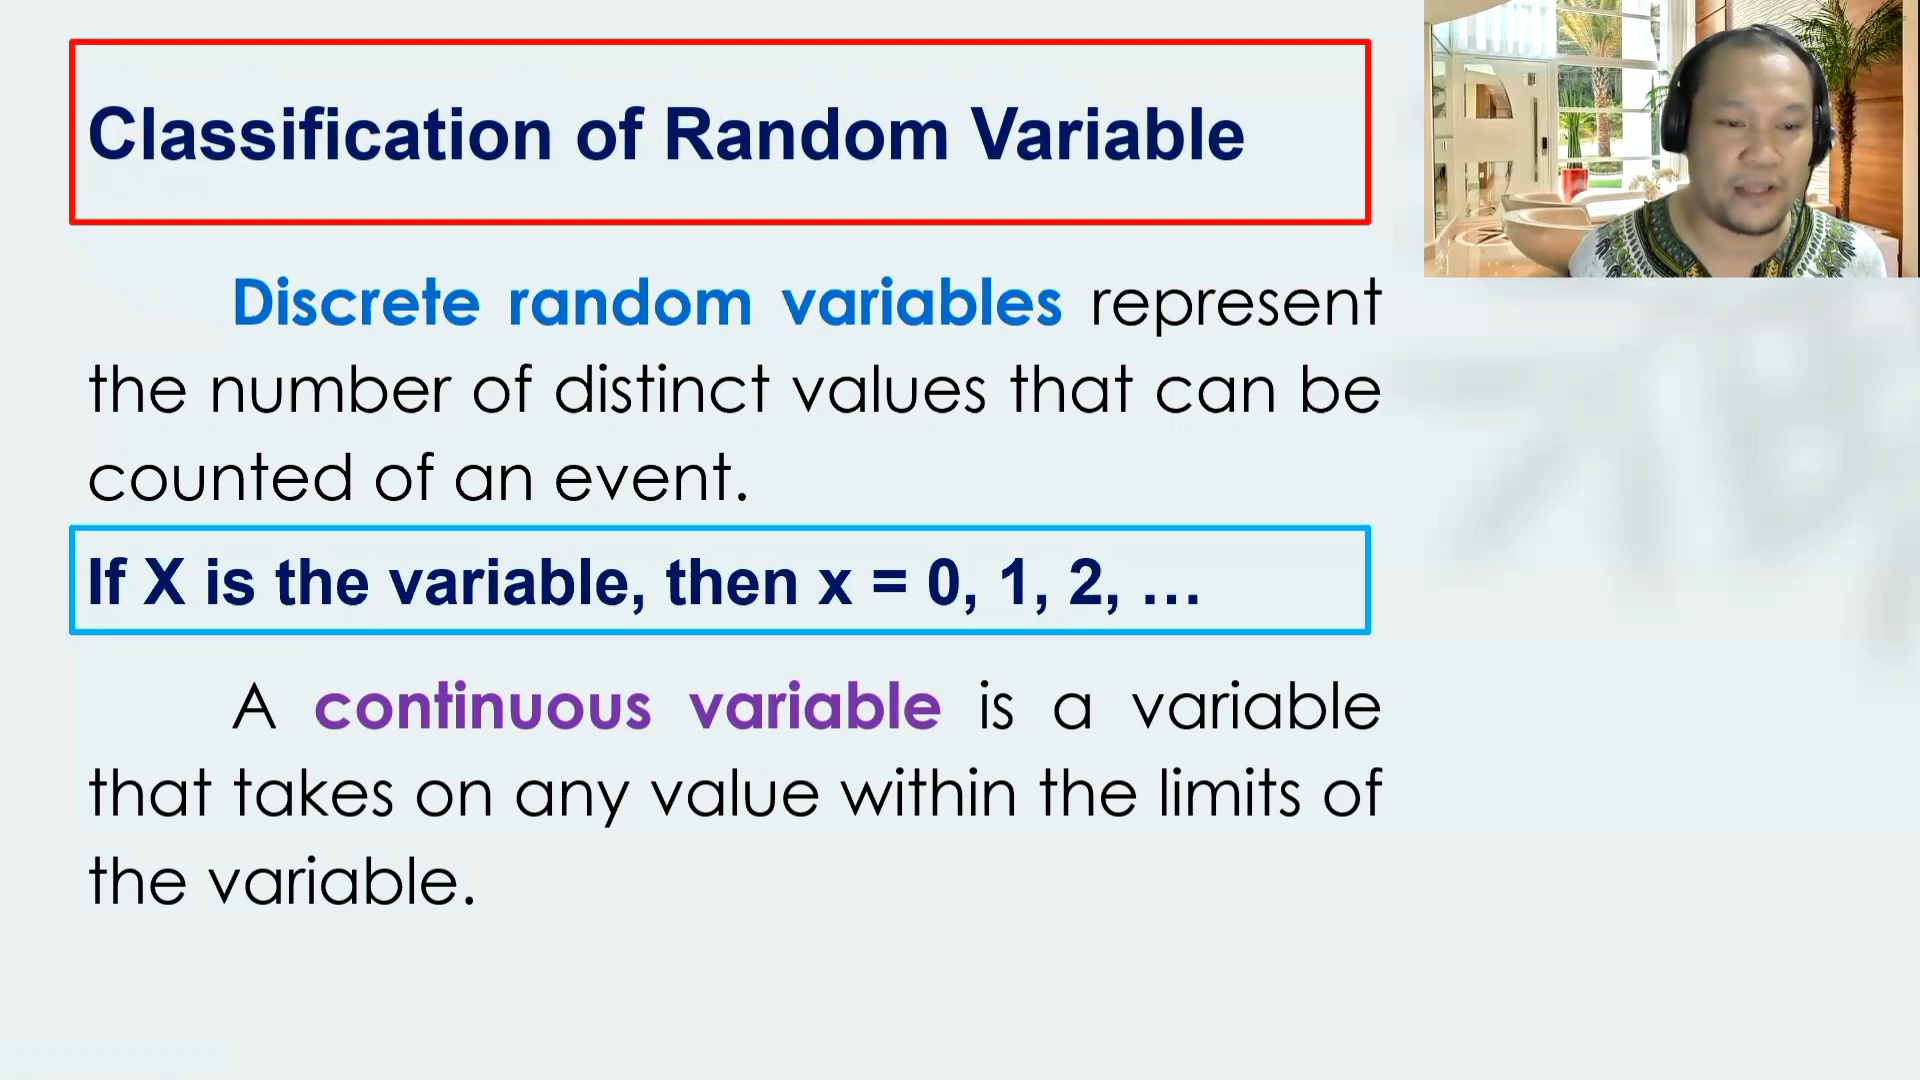 Classification of Random Variable
Discrete random variables represent
the number of distinct values that can be
counted of an event.
If X is the variable, then x = 0, 1, 2, …
A continuous variable is a variable
that takes on any value within the limits of
the variable.